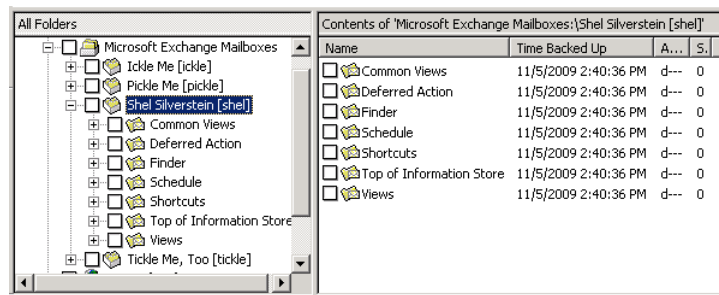 All Folders
Microsoft Exchange Mailboxes
Ickle Me [ickle]
Pickle Me [pickle]
Shel Silverstein [shel]
Common Views
Deferred Action
Finder
Schedule
Shortcuts
Top of Information Store
Views
Tickle Me, Too [tickle]
Contents of 'Microsoft Exchange Mailboxes:\Shel Silverstein [shel]'
Name Time Backed Up A... S.
Common Views 11/5/2009 2:40:36 PM d--- 0
Deferred Action 11/5/2009 2:40:36 PM d--- 0
Finder 11/5/2009 2:40:36 PM d--- 0
Schedule 11/5/2009 2:40:36 PM d--- 0
Shortcuts 11/5/2009 2:40:36 PM d--- 0
Top of Information Store 11/5/2009 2:40:36 PM d--- 0
Views 11/5/2009 2:40:36 PM d--- 0